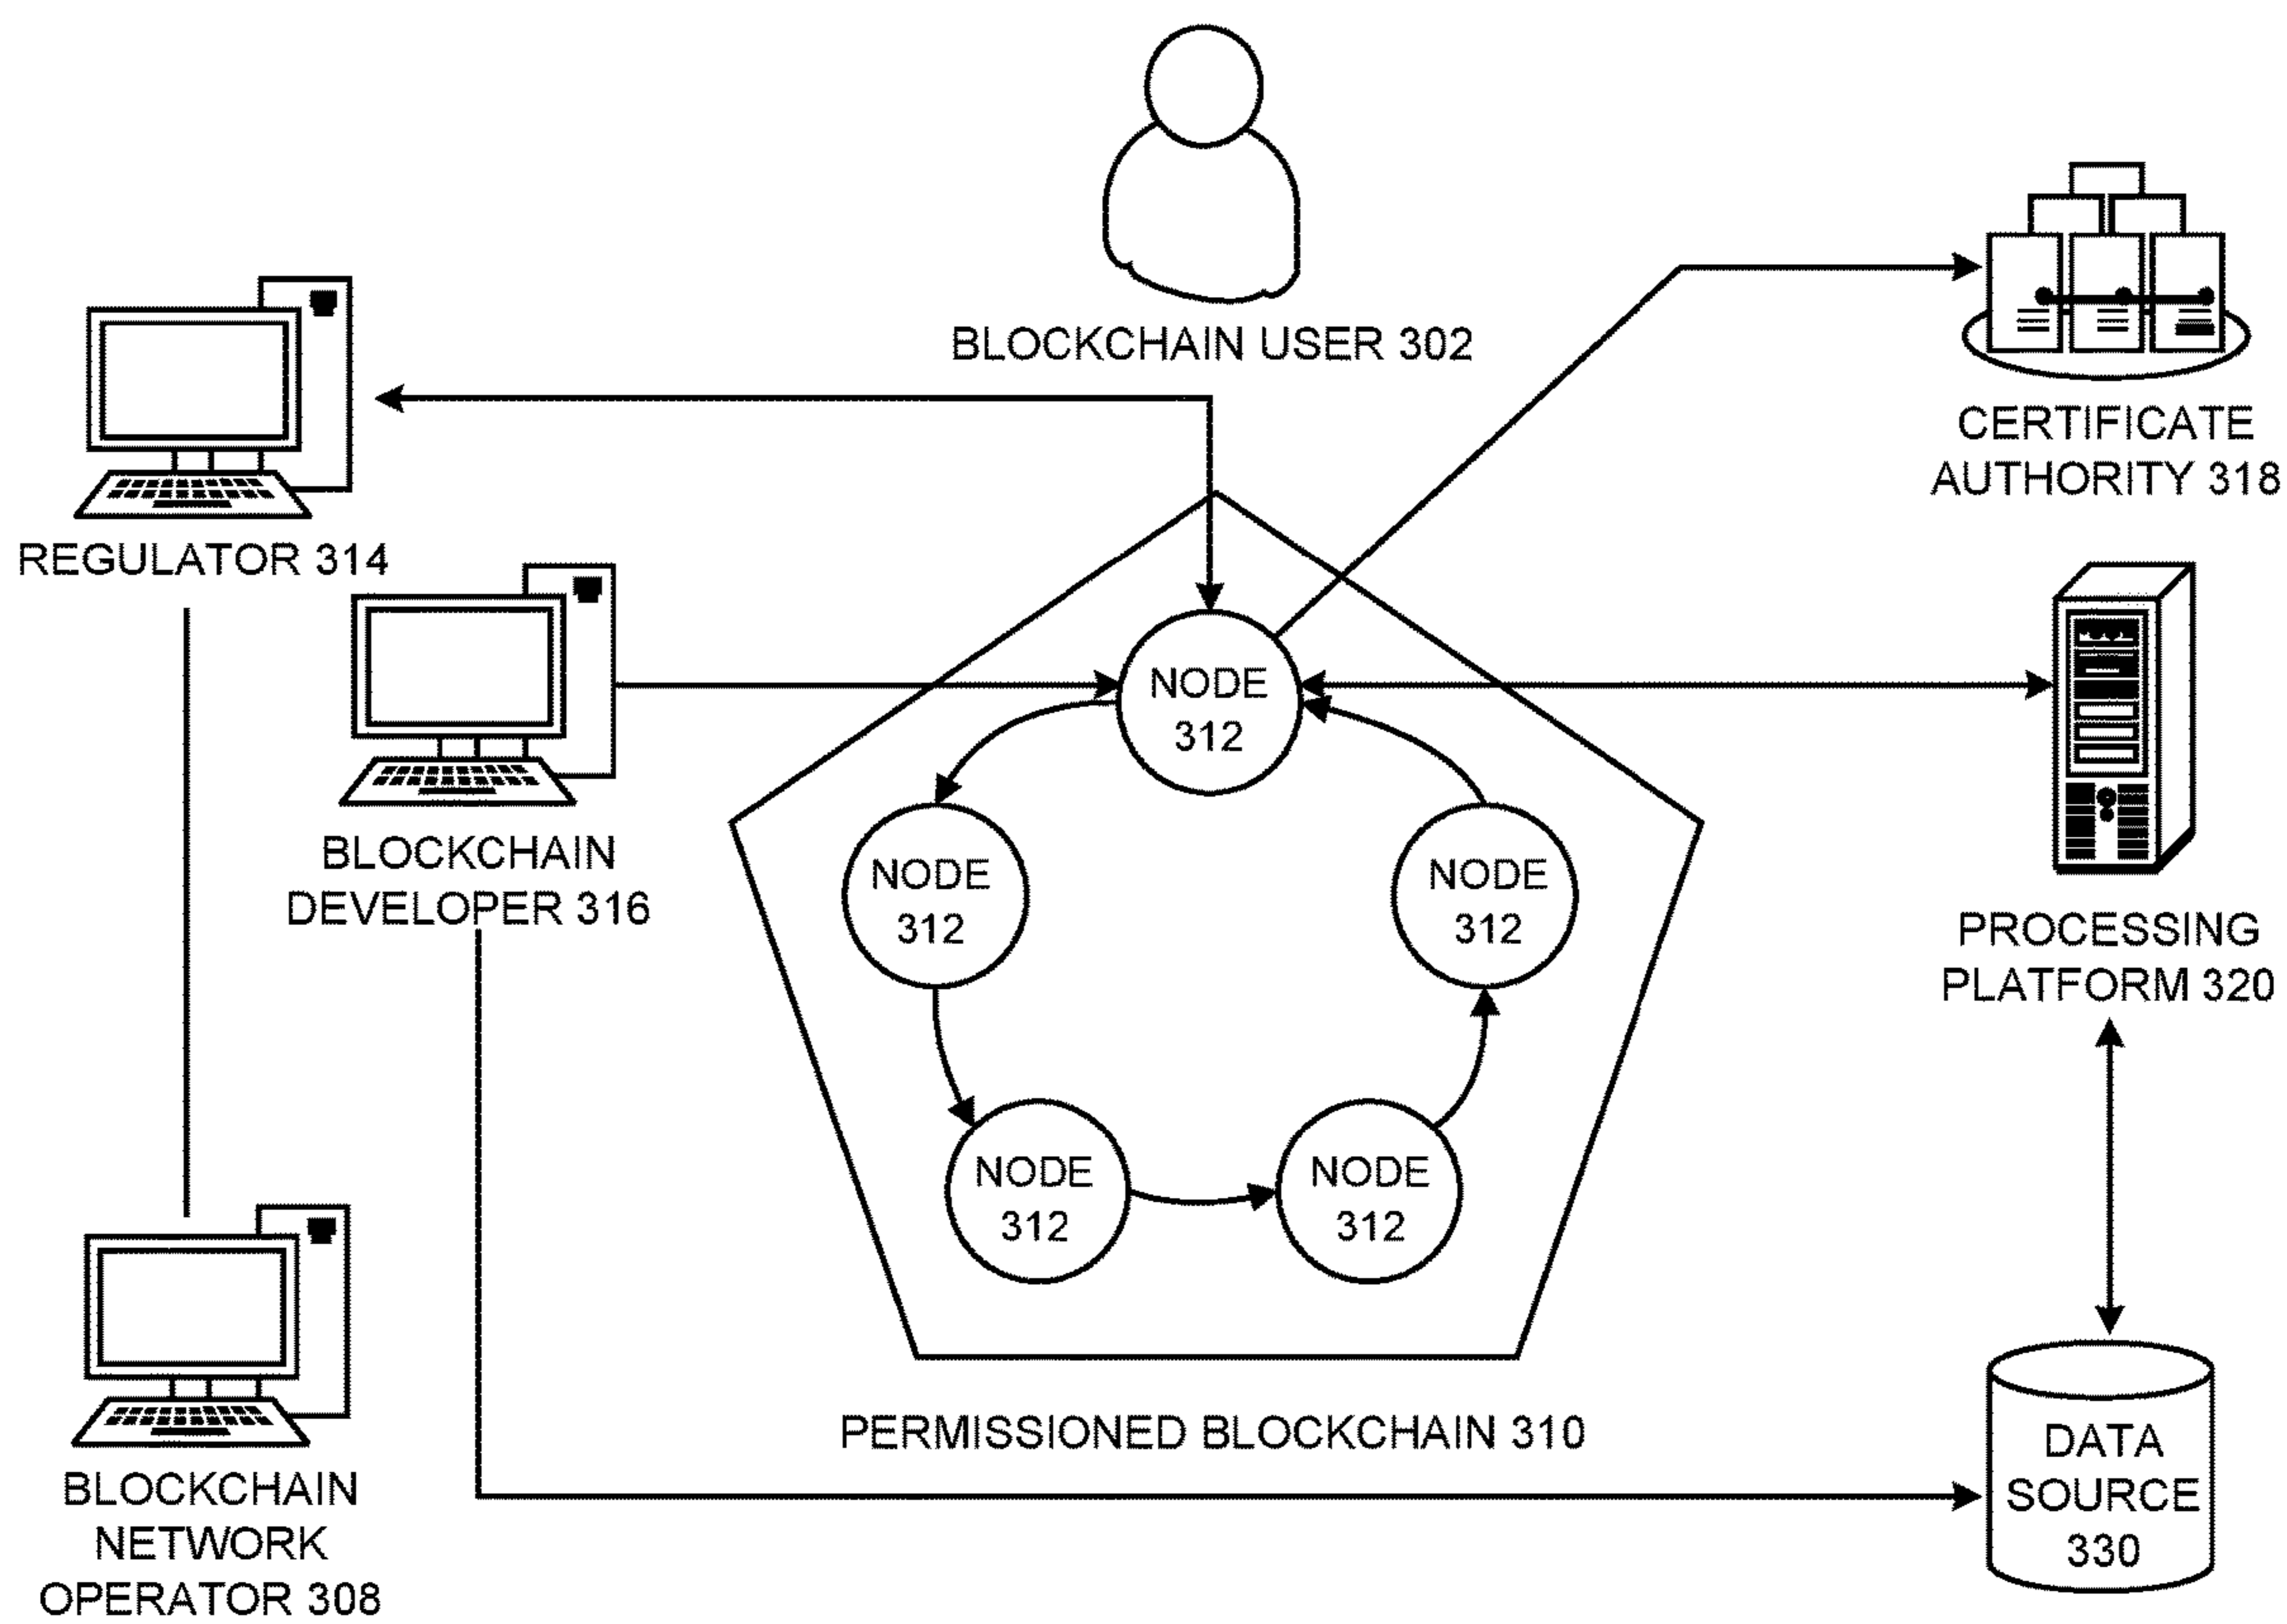 BLOCKCHAIN USER 302
CERTIFICATE
AUTHORITY 318
REGULATOR 314
BLOCKCHAIN
DEVELOPER 316
NODE
312
NODE
312
NODE
312
NODE
312
NODE
312
PROCESSING
PLATFORM 320
PERMISSIONED BLOCKCHAIN 310
BLOCKCHAIN
NETWORK
OPERATOR 308
DATA
SOURCE
330